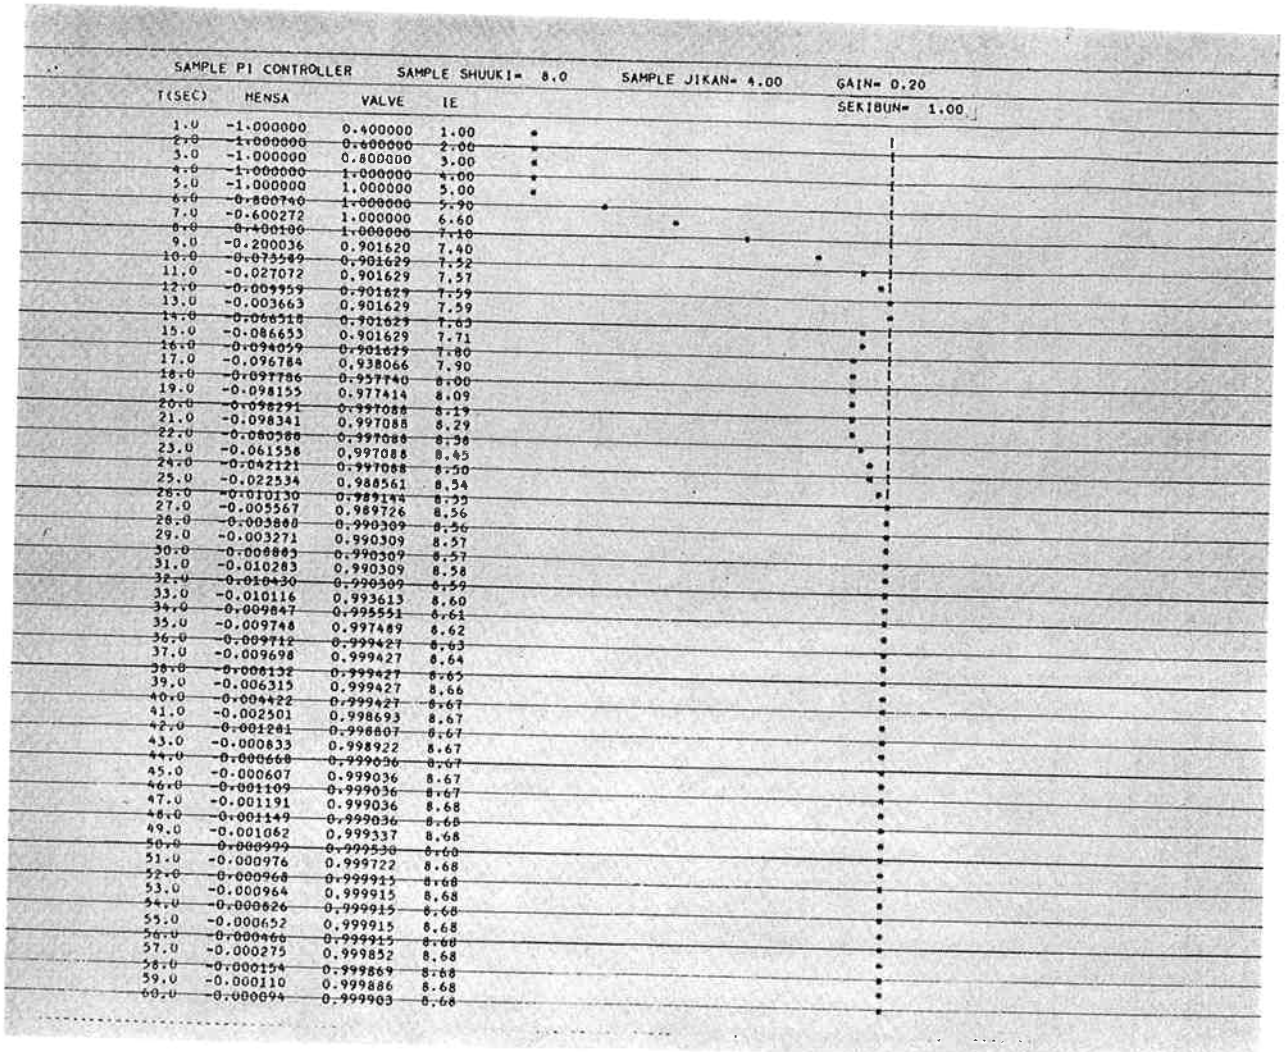 SAMPLE PI CONTROLLER SAMPLE SHUUKI= 8.0 SAMPLE JIKAN= 4.00 GAIN= 0.20
SEKIBUN= 1.00
T(SEC) HENSA VALVE IE
1.0 -1.000000 0.400000 1.00
2.0 -1.000000 0.600000 2.00
3.0 -1.000000 0.800000 3.00
4.0 -1.000000 1.000000 4.00
5.0 -1.000000 1.000000 5.00
6.0 -0.800740 1.000000 5.90
7.0 -0.600272 1.000000 6.60
8.0 -0.400100 1.000000 7.10
9.0 -0.200036 0.901620 7.40
10.0 -0.073589 0.901629 7.52
11.0 -0.027072 0.901629 7.57
12.0 -0.009959 0.901629 7.59
13.0 -0.003663 0.901629 7.59
14.0 -0.066518 0.901629 7.63
15.0 -0.086653 0.901629 7.71
16.0 -0.094059 0.901629 7.80
17.0 -0.096784 0.938066 7.90
18.0 -0.097786 0.957740 8.00
19.0 -0.098155 0.977414 8.09
20.0 -0.098291 0.997088 8.19
21.0 -0.098341 0.997088 8.29
22.0 -0.080588 0.997088 8.38
23.0 -0.061558 0.997088 8.45
24.0 -0.042121 0.997088 8.50
25.0 -0.022534 0.988561 8.54
26.0 -0.010130 0.989144 8.55
27.0 -0.005567 0.989726 8.56
28.0 -0.003888 0.990309 8.56
29.0 -0.003271 0.990309 8.57
30.0 -0.008883 0.990309 8.57
31.0 -0.010283 0.990309 8.58
32.0 -0.010430 0.990309 8.59
33.0 -0.010116 0.993613 8.60
34.0 -0.009847 0.995551 8.61
35.0 -0.009748 0.997489 8.62
36.0 -0.009712 0.999427 8.63
37.0 -0.009698 0.999427 8.64
38.0 -0.008132 0.999427 8.65
39.0 -0.006315 0.999427 8.66
40.0 -0.004422 0.999427 8.67
41.0 -0.002501 0.998693 8.67
42.0 -0.001281 0.998807 8.67
43.0 -0.000833 0.998922 8.67
44.0 -0.000668 0.999036 8.67
45.0 -0.000607 0.999036 8.67
46.0 -0.001109 0.999036 8.67
47.0 -0.001191 0.999036 8.68
48.0 -0.001149 0.999036 8.68
49.0 -0.001062 0.999337 8.68
50.0 -0.000999 0.999530 8.68
51.0 -0.000976 0.999722 8.68
52.0 -0.000968 0.999915 8.68
53.0 -0.000964 0.999915 8.68
54.0 -0.000826 0.999915 8.68
55.0 -0.000652 0.999915 8.68
56.0 -0.000466 0.999915 8.68
57.0 -0.000275 0.999852 8.68
58.0 -0.000154 0.999869 8.68
59.0 -0.000110 0.999886 8.68
60.0 -0.000094 0.999903 8.68